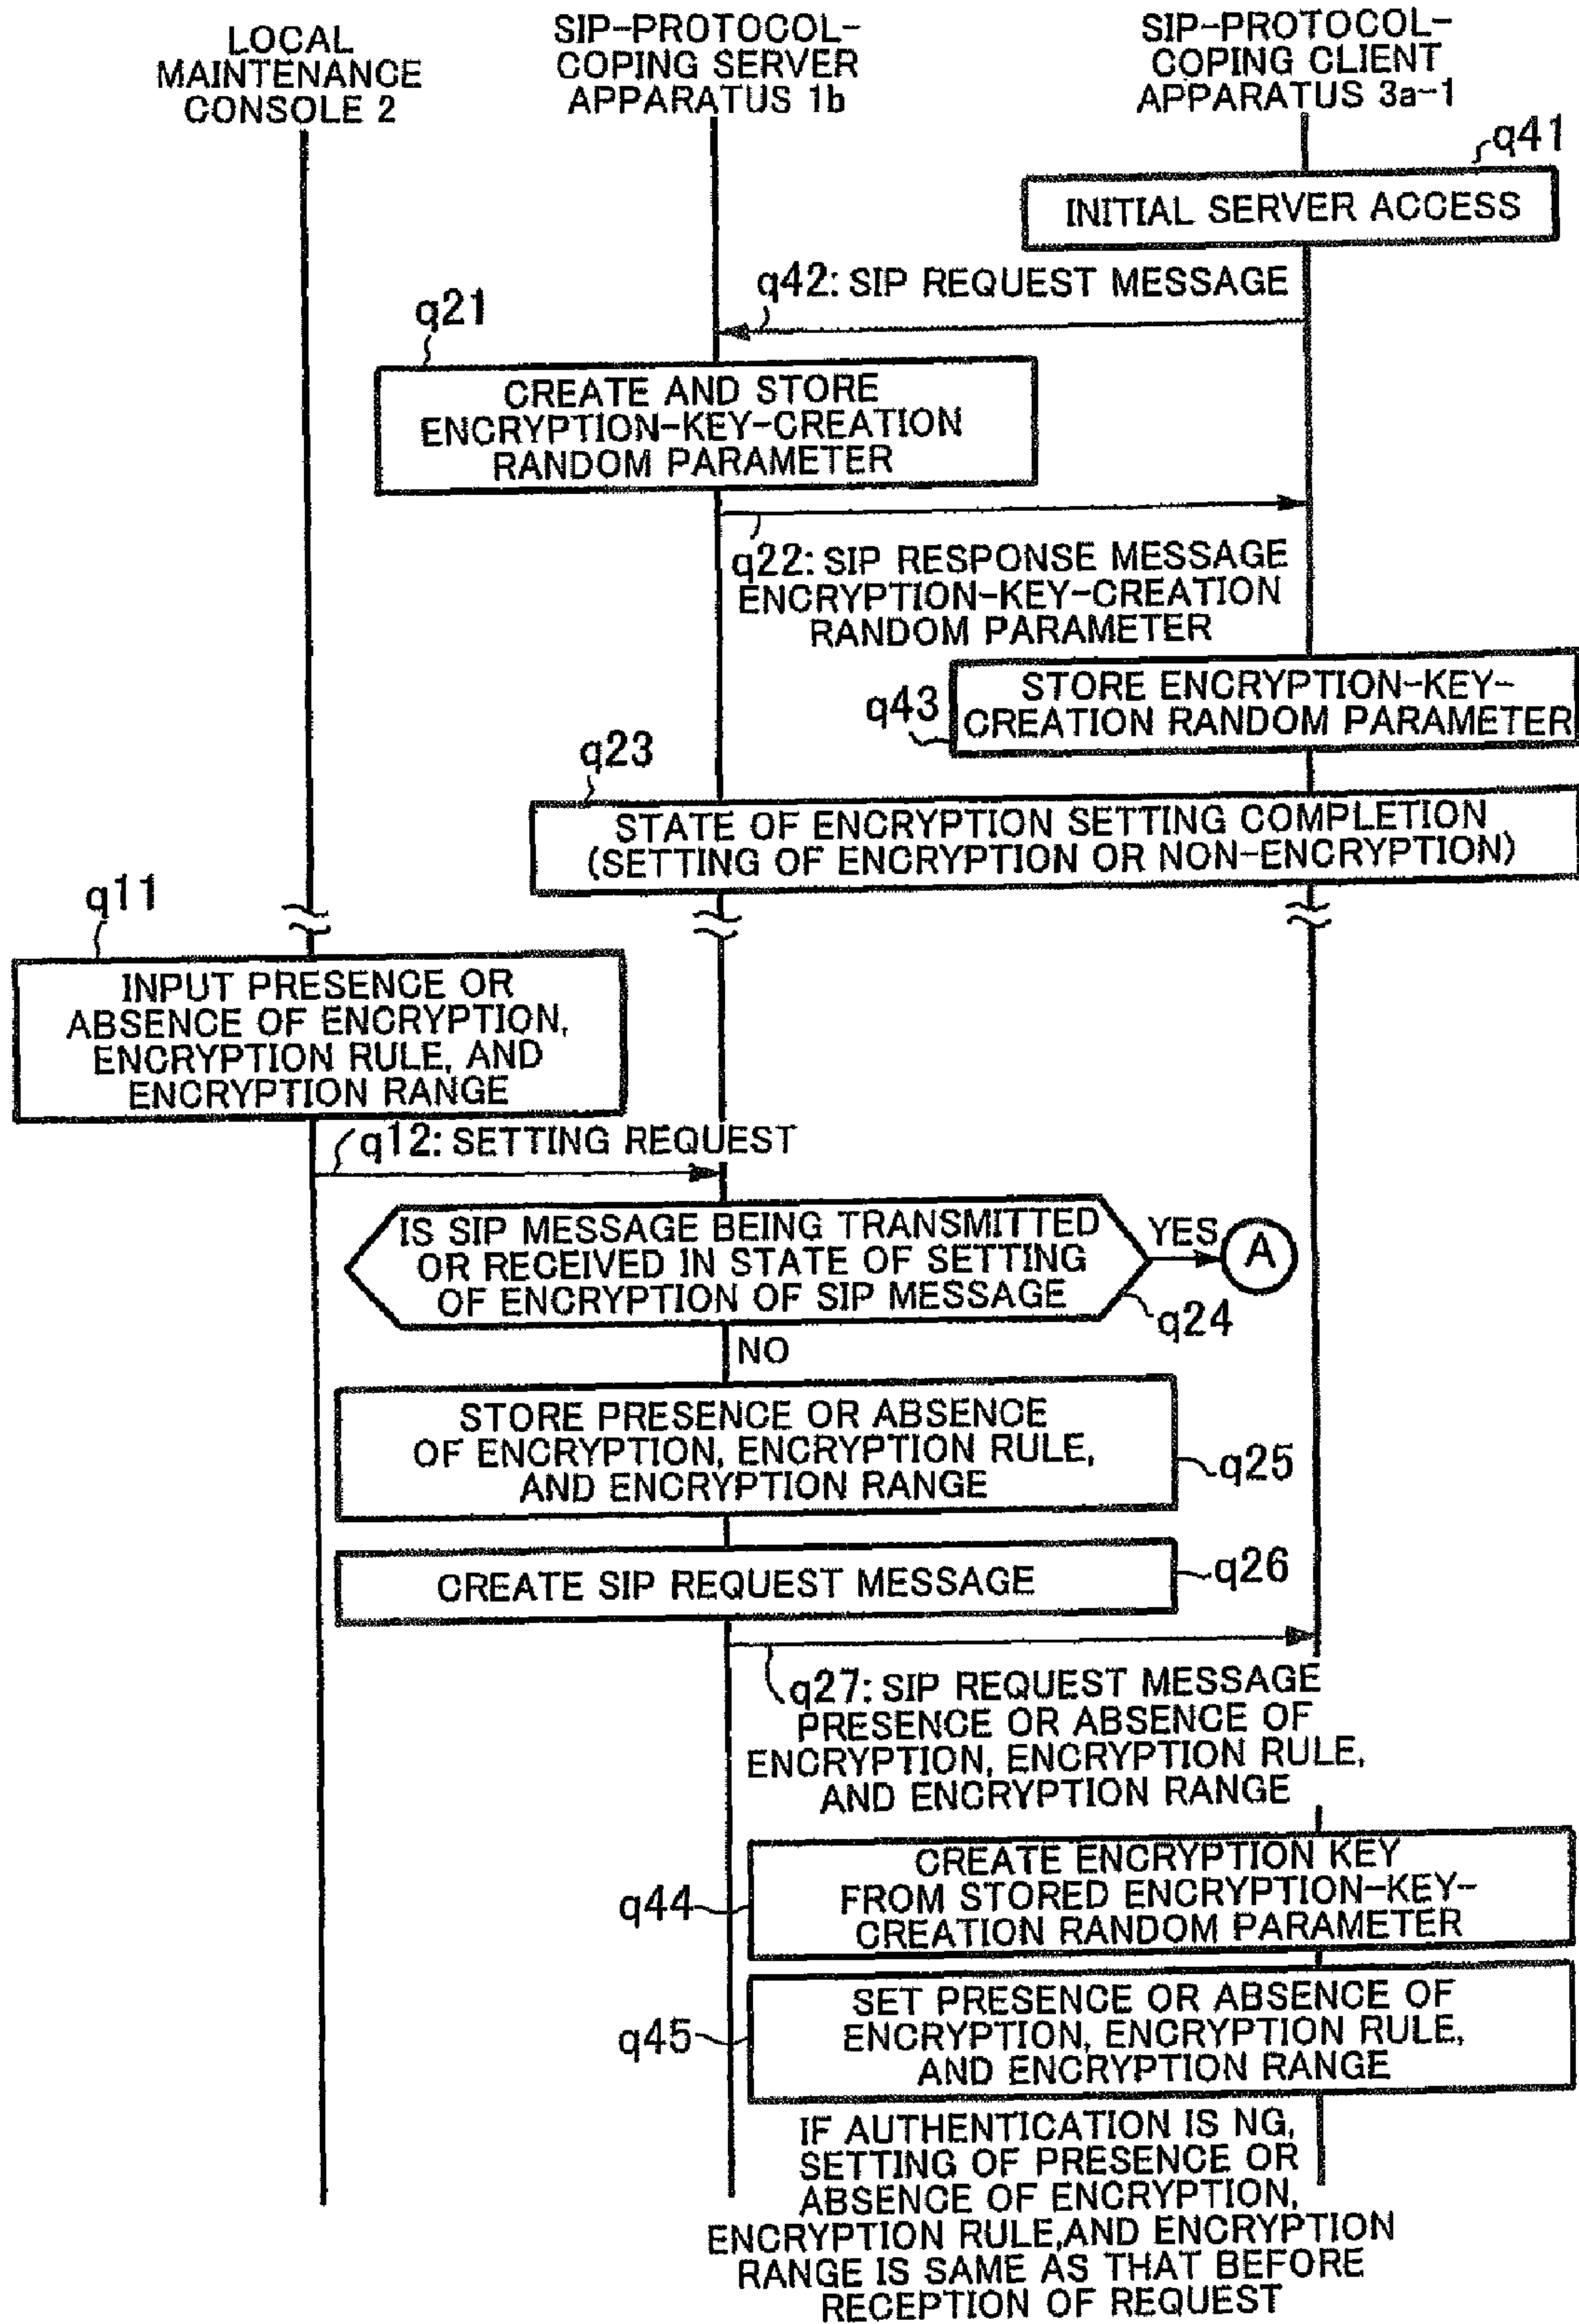 LOCAL
MAINTENANCE
CONSOLE 2
SIP-PROTOCOL-
COPING SERVER
APPARATUS 1b
SIP-PROTOCOL-
COPING CLIENT
APPARATUS 3a-1
q41
INITIAL SERVER ACCESS
q42: SIP REQUEST MESSAGE
q21
CREATE AND STORE
ENCRYPTION-KEY-CREATION
RANDOM PARAMETER
q22: SIP RESPONSE MESSAGE
ENCRYPTION-KEY-CREATION
RANDOM PARAMETER
q43
STORE ENCRYPTION-KEY-
CREATION RANDOM PARAMETER
q23
STATE OF ENCRYPTION SETTING COMPLETION
(SETTING OF ENCRYPTION OR NON-ENCRYPTION)
q11
INPUT PRESENCE OR
ABSENCE OF ENCRYPTION,
ENCRYPTION RULE, AND
ENCRYPTION RANGE
q12: SETTING REQUEST
IS SIP MESSAGE BEING TRANSMITTED
OR RECEIVED IN STATE OF SETTING
OF ENCRYPTION OF SIP MESSAGE
YES
A
q24
NO
STORE PRESENCE OR ABSENCE
OF ENCRYPTION, ENCRYPTION RULE,
AND ENCRYPTION RANGE
q25
CREATE SIP REQUEST MESSAGE
q26
q27: SIP REQUEST MESSAGE
PRESENCE OR ABSENCE OF
ENCRYPTION, ENCRYPTION RULE,
AND ENCRYPTION RANGE
q44
CREATE ENCRYPTION KEY
FROM STORED ENCRYPTION-KEY-
CREATION RANDOM PARAMETER
q45
SET PRESENCE OR ABSENCE OF
ENCRYPTION, ENCRYPTION RULE,
AND ENCRYPTION RANGE
IF AUTHENTICATION IS NG,
SETTING OF PRESENCE OR
ABSENCE OF ENCRYPTION,
ENCRYPTION RULE,AND ENCRYPTION
RANGE IS SAME AS THAT BEFORE
RECEPTION OF REQUEST